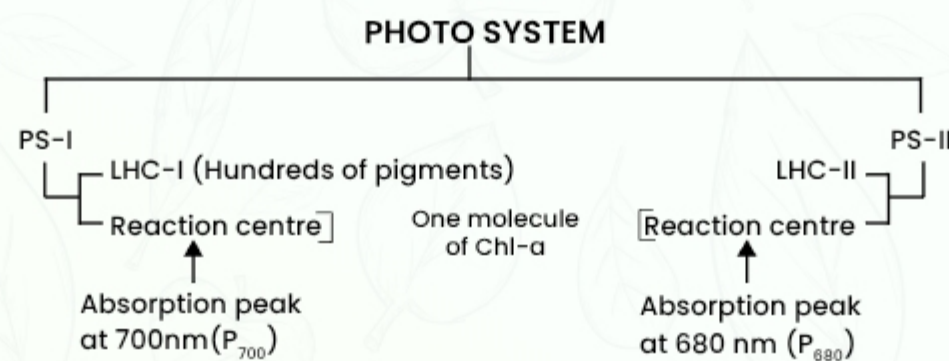 PHOTO SYSTEM
PS-I
PS-II
LHC-I (Hundreds of pigments)
LHC-II
Reaction centre
One molecule
of Chl-a
Reaction centre
Absorption peak
at 700nm(P₇₀₀)
Absorption peak
at 680 nm (P₆₈₀)